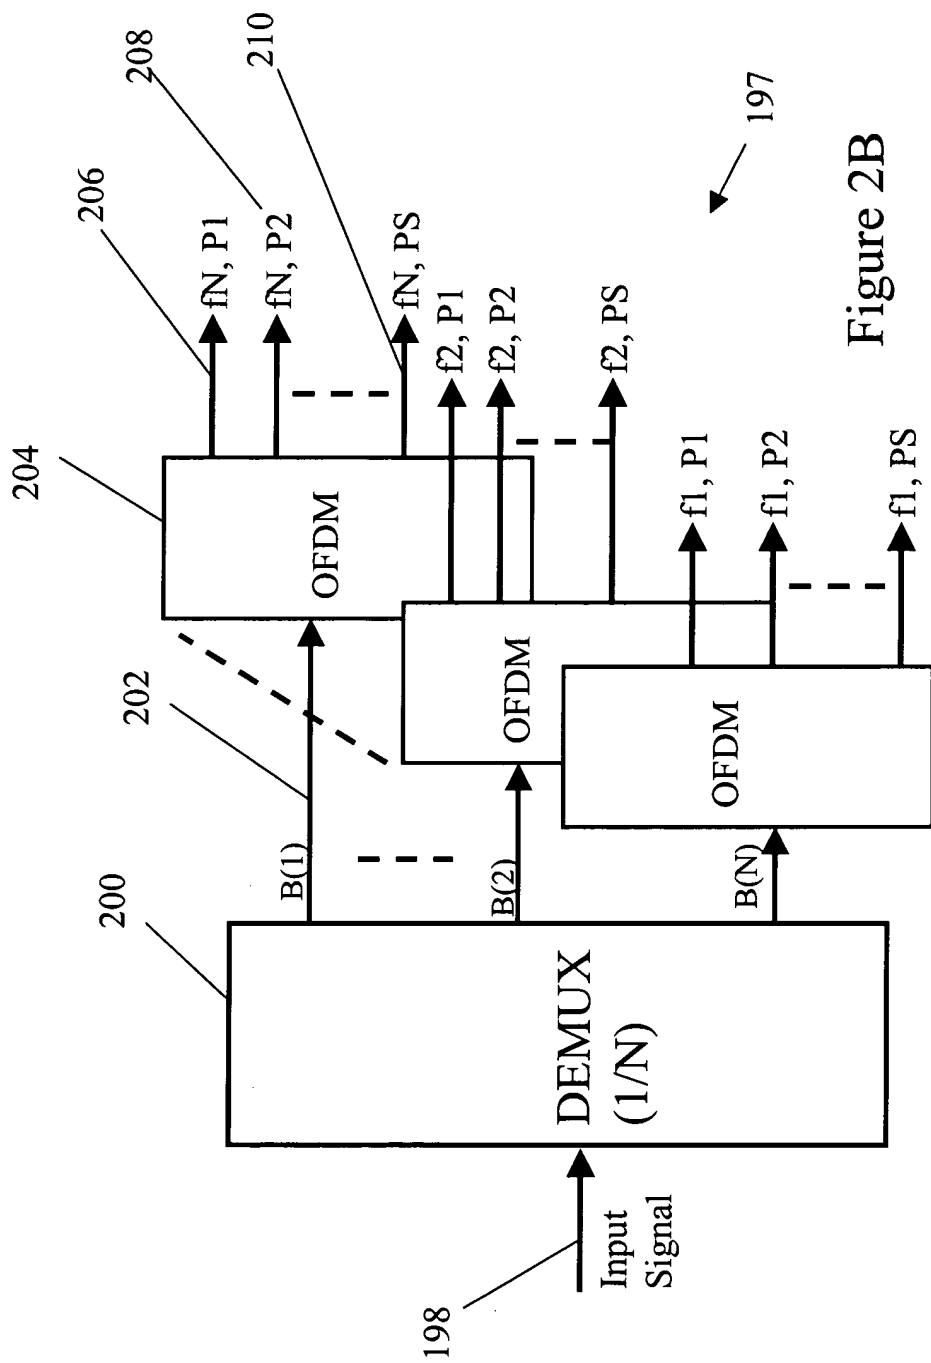 200
202
204
206
208
210
B(1)
OFDM
fN, P1
fN, P2
fN, PS
B(2)
OFDM
f2, P1
f2, P2
f2, PS
B(N)
OFDM
f1, P1
f1, P2
f1, PS
DEMUX
(1/N)
198
Input
Signal
197
Figure 2B